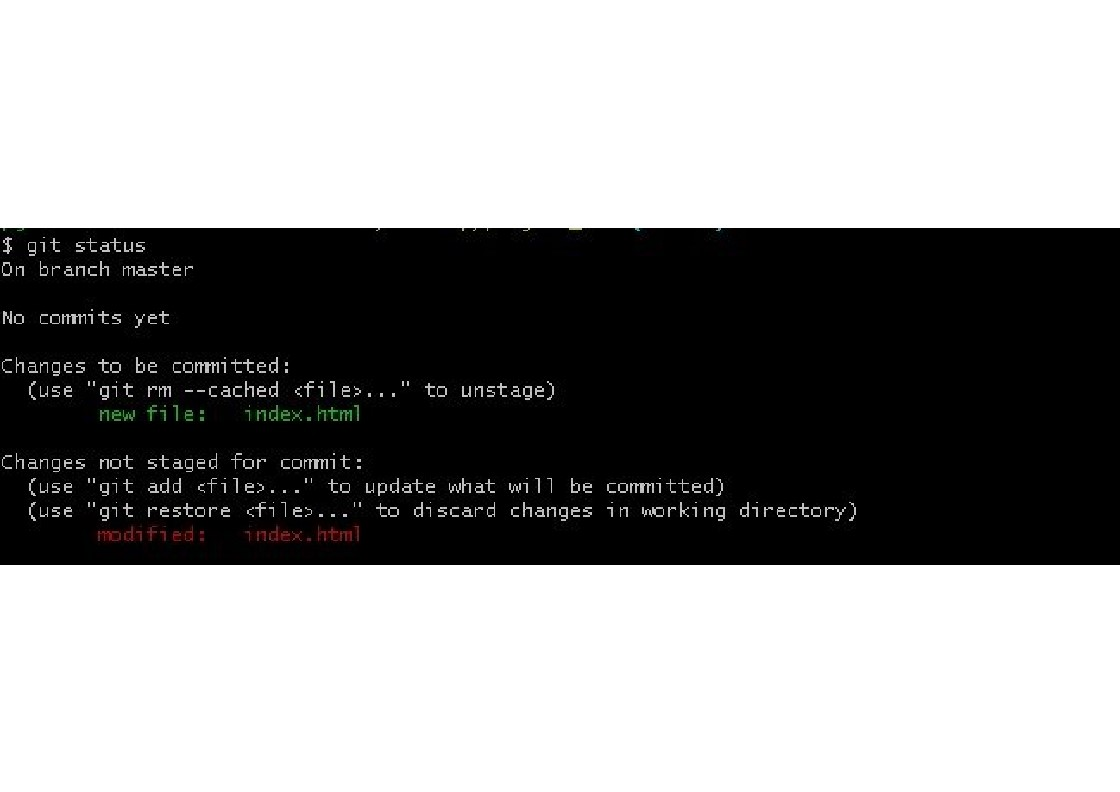 $ git status
On branch master
No commits yet
Changes to be committed:
(use "git rm --cached <file>..." to unstage)
new file: index.html
Changes not staged for commit:
(use "git add <file>..." to update what will be committed)
(use "git restore <file>..." to discard changes in working directory)
modified: index.html